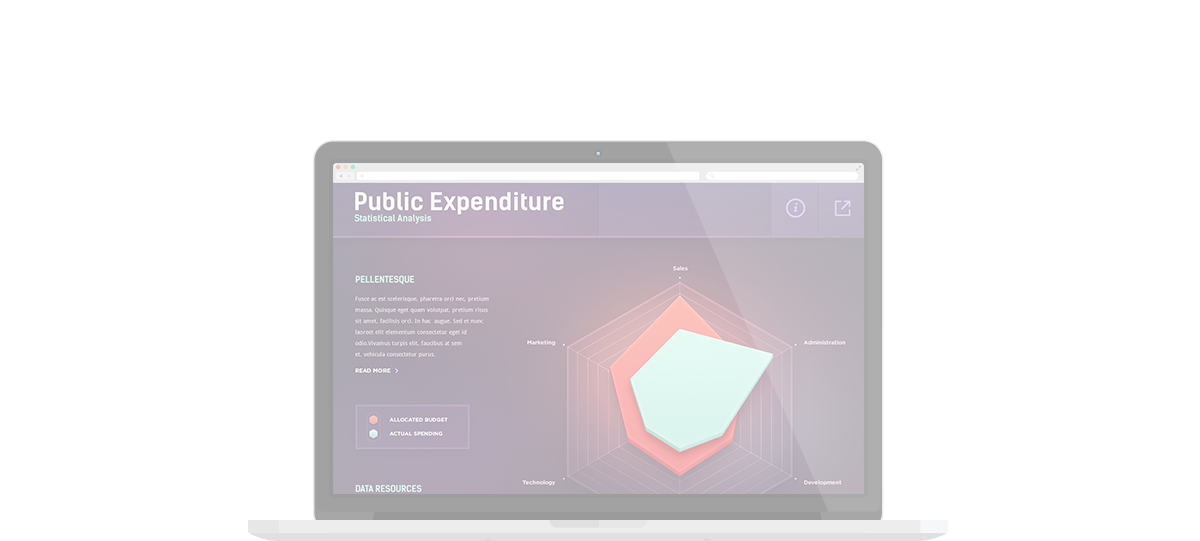 Public Expenditure
Statistical Analysis
PELLENTESQUE
Fusce ac est scelerisque, pharetra orci nec, pretium
massa. Quisque eget quam volutpat, pretium risus
sit amet, facilisis orci. In hac augue. Sed et nunc
laoreet elit elementum consectetur eget id
odio.Vivamus turpis elit, faucibus at sem
et, vehicula consectetur purus.
READ MORE
ALLOCATED BUDGET
ACTUAL SPENDING
DATA RESOURCES
Sales
Marketing
Administration
Technology
Development